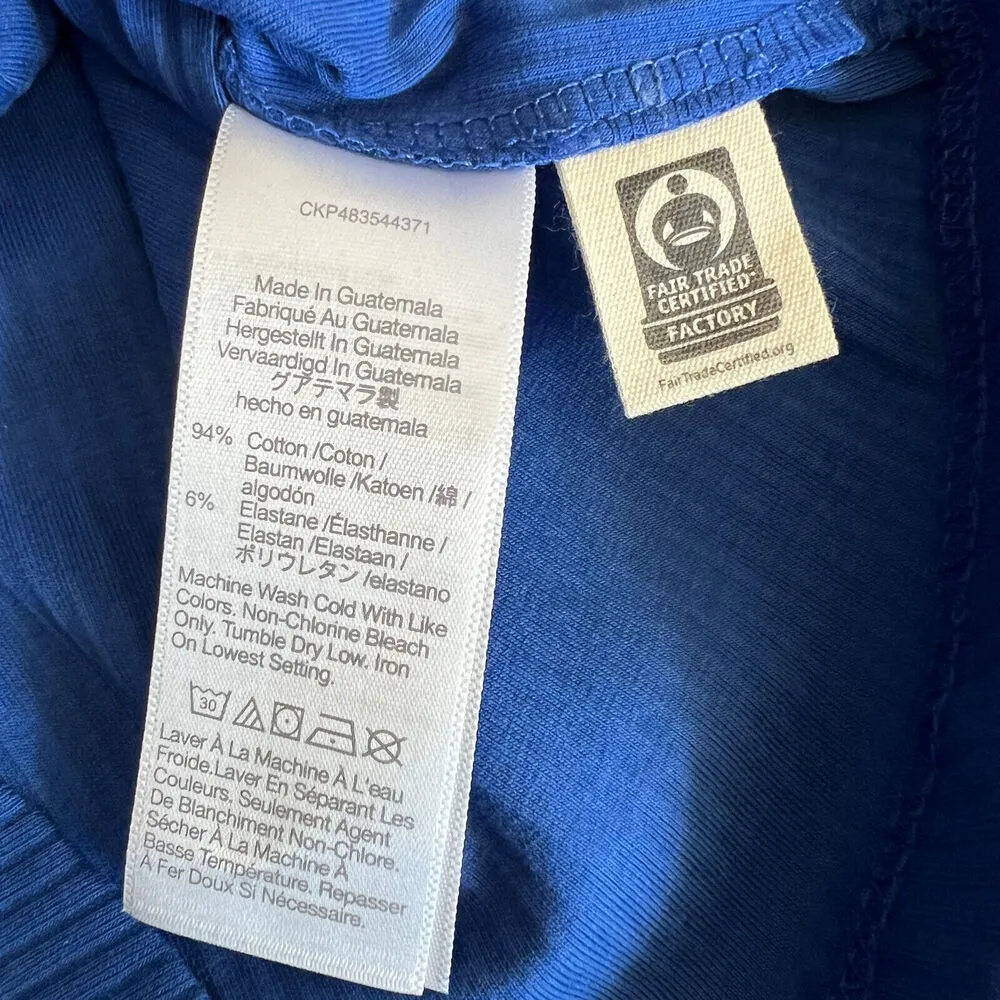 CKP483544371
Made In Guatemala
Fabriqué Au Guatemala
Hergestellt In Guatemala
Vervaardigd In Guatemala
グアテマラ製
hecho en guatemala
94% Cotton /Coton /
Baumwolle /Katoen /綿 /
algodón
6% Elastane /Élasthanne /
Elastan /Elastaan /
ポリウレタン /elastano
Machine Wash Cold With Like
Colors. Non-Chlorine Bleach
Only. Tumble Dry Low. Iron
On Lowest Setting.
30
Laver À La Machine À L'eau
Froide.Laver En Séparant Les
Couleurs. Seulement Agent
De Blanchiment Non-Chlore.
Sécher À La Machine À
Basse Température. Repasser
À Fer Doux Si Nécessaire.
FAIR TRADE
CERTIFIED™
FACTORY
FairTradeCertified.org